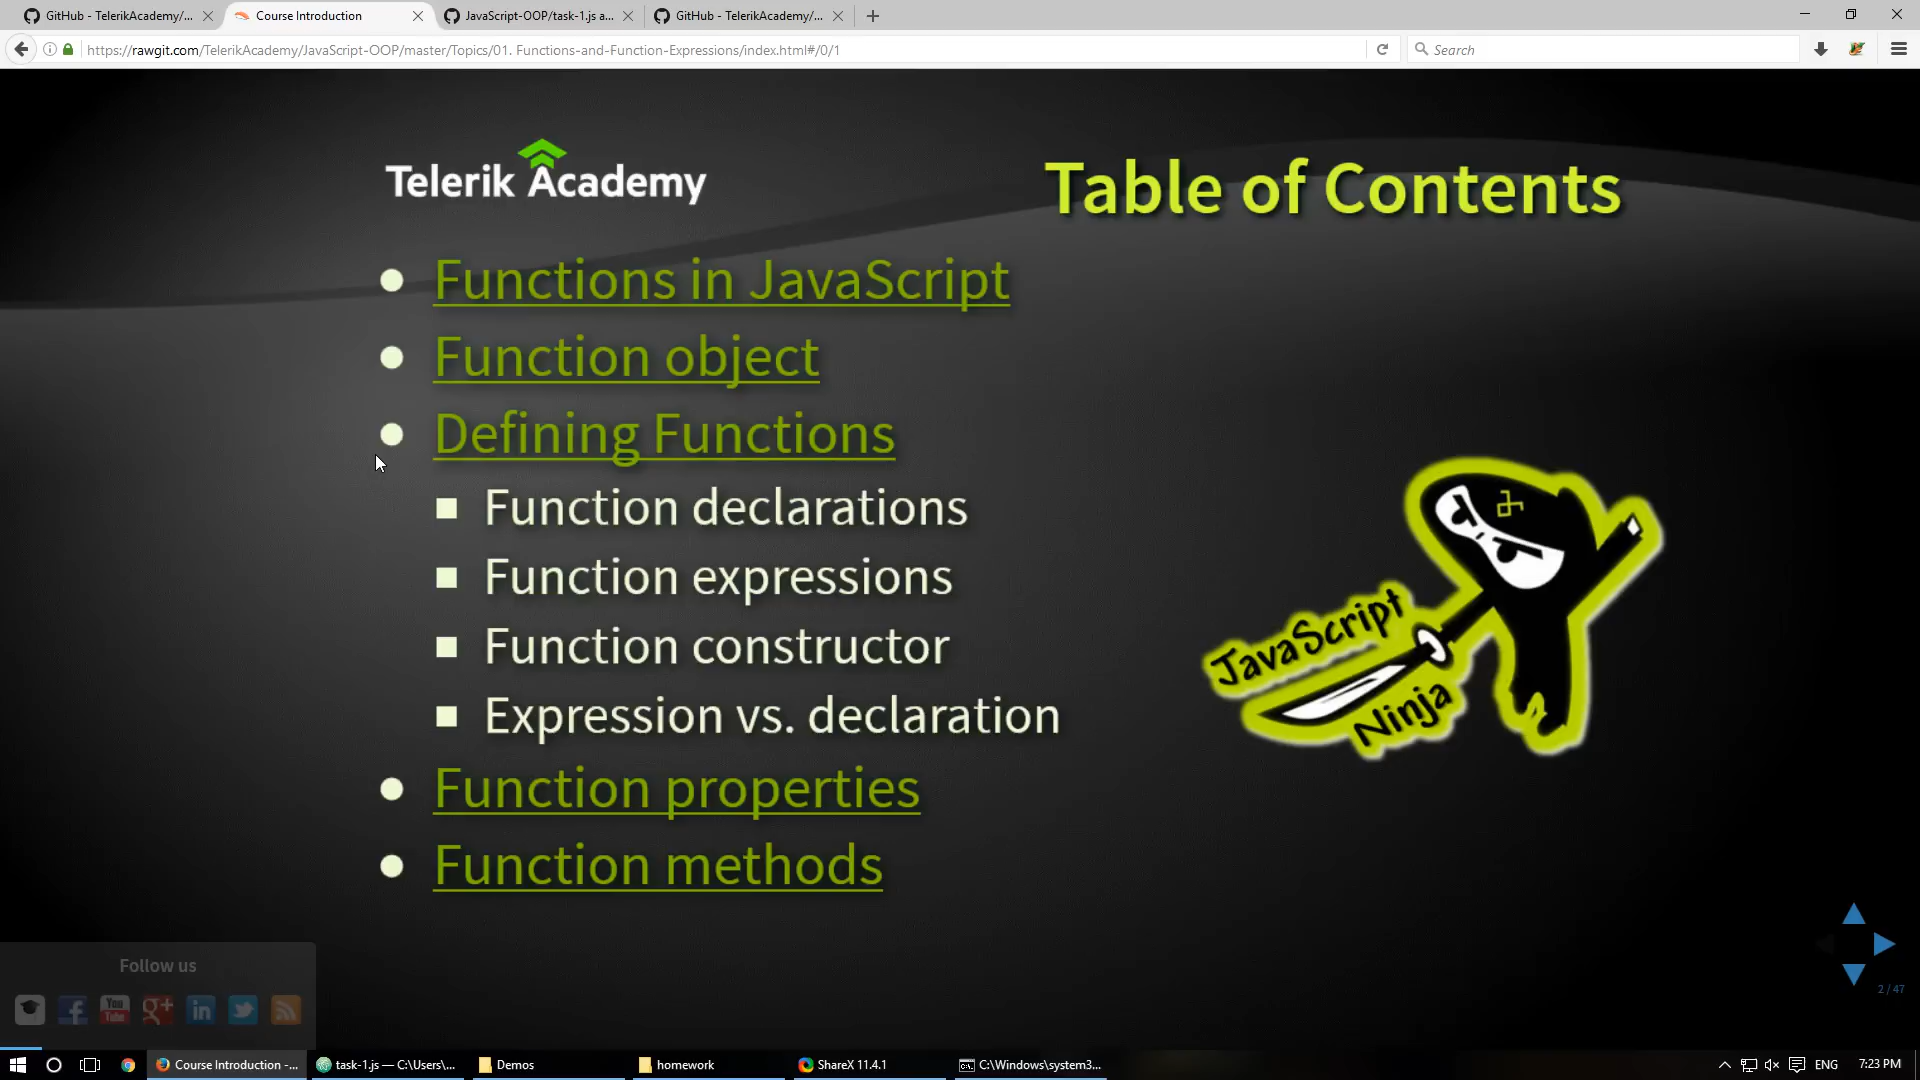 GitHub - TelerikAcademy/...
Course Introduction
JavaScript-OOP/task-1.js a...
GitHub - TelerikAcademy/...
https://rawgit.com/TelerikAcademy/JavaScript-OOP/master/Topics/01. Functions-and-Function-Expressions/index.html#/0/1
Search
Telerik Academy
Table of Contents
Functions in JavaScript
Function object
Defining Functions
Function declarations
Function expressions
Function constructor
Expression vs. declaration
Function properties
Function methods
JavaScript
Ninja
Follow us
You
Tube
g+
in
2 / 47
Course Introduction -...
task-1.js — C:\Users\...
Demos
homework
ShareX 11.4.1
C:\Windows\system3...
ENG
7:23 PM